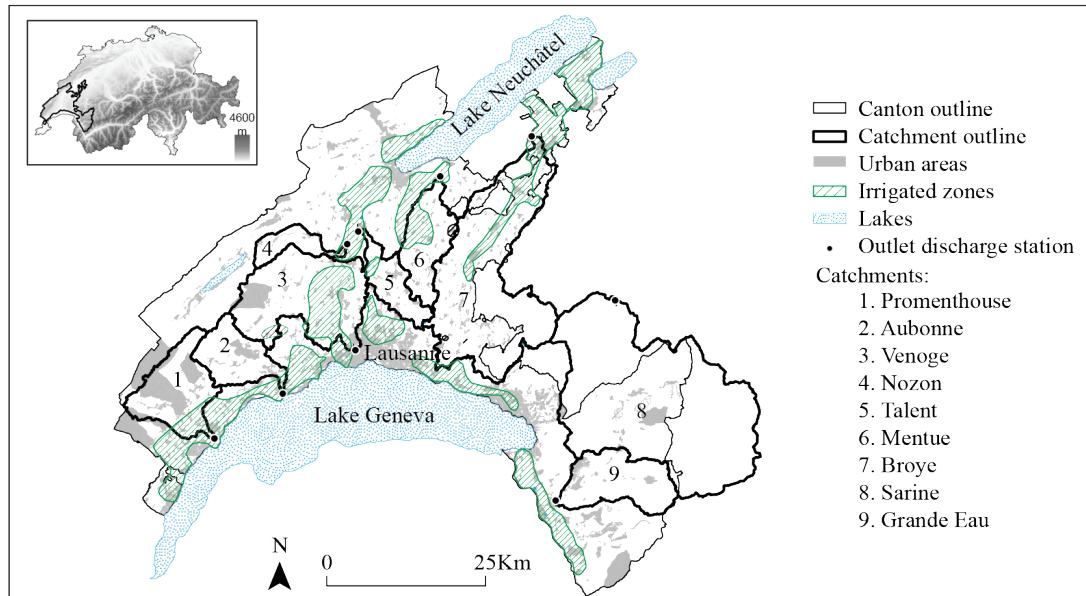 4600
m
Lake Neuchâtel
4
3
5
6
7
2
1
Lausanne
Lake Geneva
8
9
N
0
25Km
Canton outline
Catchment outline
Urban areas
Irrigated zones
Lakes
Outlet discharge station
Catchments:
1. Promenthouse
2. Aubonne
3. Venoge
4. Nozon
5. Talent
6. Mentue
7. Broye
8. Sarine
9. Grande Eau